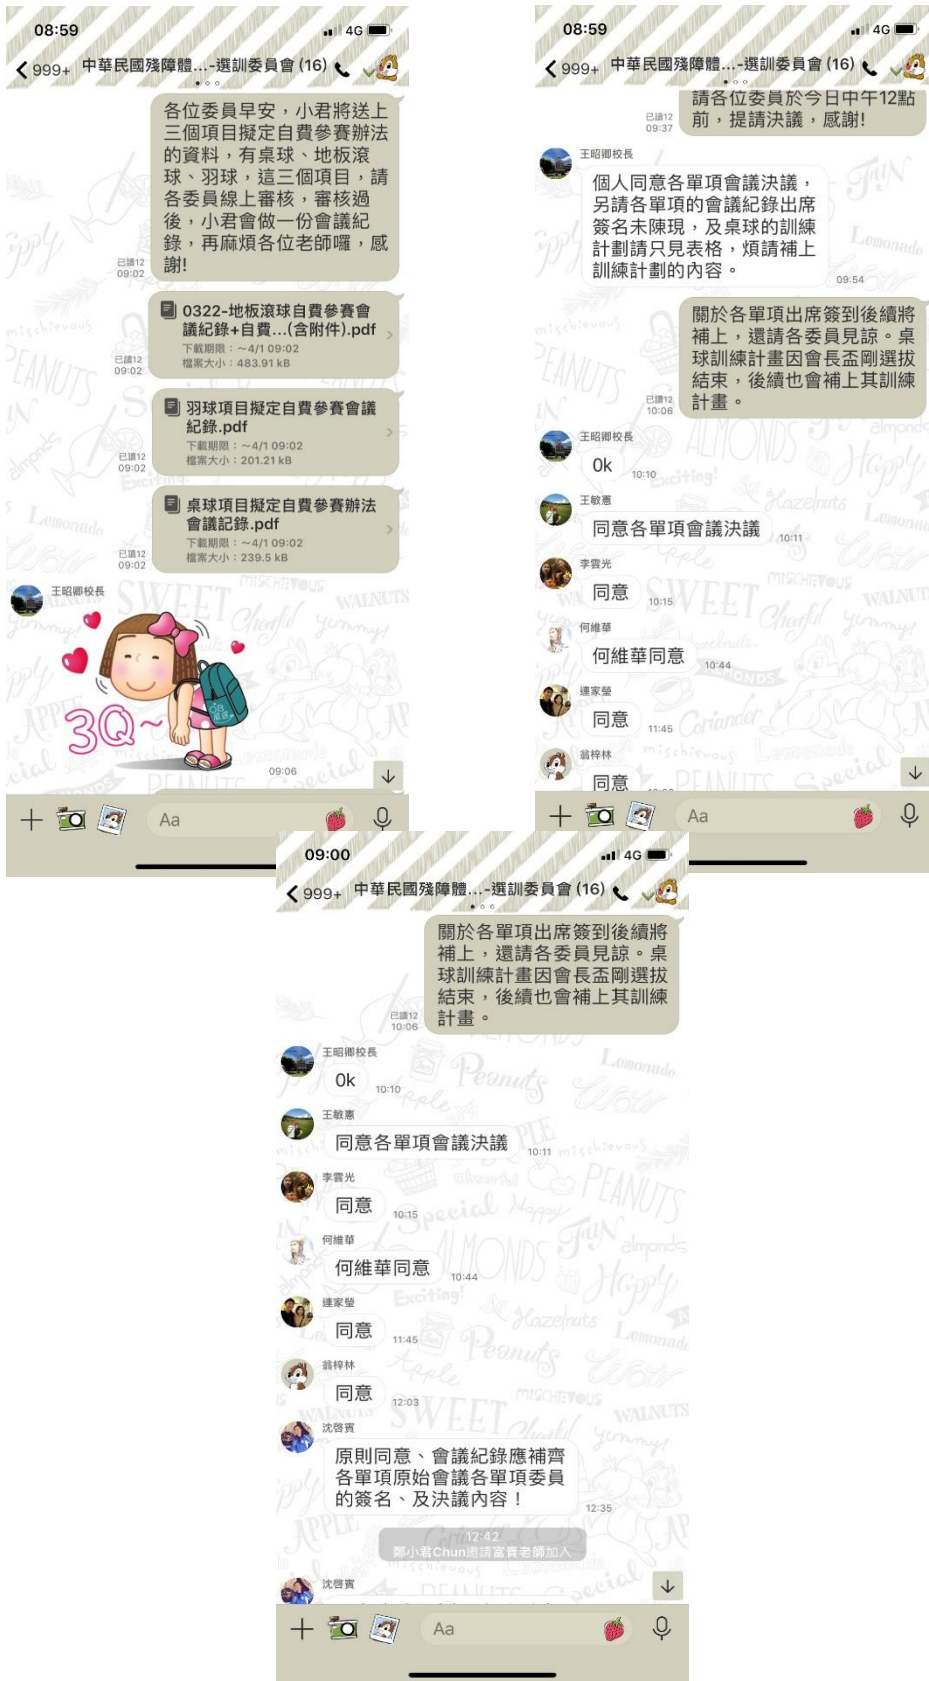 08:59
4G
999+ 中華民國殘障體...-選訓委員會 (16)
各位委員早安，小君將送上
三個項目擬定自費參賽辦法
的資料，有桌球、地板滾
球、羽球，這三個項目，請
各委員線上審核，審核過
後，小君會做一份會議紀
錄，再麻煩各位老師囉，感
謝!
已讀12
09:02
0322-地板滾球自費參賽會
議紀錄+自費...(含附件).pdf
下載期限：～4/1 09:02
檔案大小：483.91 kB
已讀12
09:02
羽球項目擬定自費參賽會議
紀錄.pdf
下載期限：～4/1 09:02
檔案大小：201.21 kB
已讀12
09:02
桌球項目擬定自費參賽辦法
會議記錄.pdf
下載期限：～4/1 09:02
檔案大小：239.5 kB
已讀12
09:02
王昭卿校長
3Q~
09:06
Aa
08:59
4G
999+ 中華民國殘障體...-選訓委員會 (16)
請各位委員於今日中午12點
前，提請決議，感謝!
已讀12
09:37
王昭卿校長
個人同意各單項會議決議，
另請各單項的會議紀錄出席
簽名未陳現，及桌球的訓練
計劃請只見表格，煩請補上
訓練計劃的內容。
09:54
關於各單項出席簽到後續將
補上，還請各委員見諒。桌
球訓練計畫因會長盃剛選拔
結束，後續也會補上其訓練
計畫。
已讀12
10:06
王昭卿校長
Ok
10:10
王敏憲
同意各單項會議決議
10:11
李雲光
同意
10:15
何維華
何維華同意
10:44
連家瑩
同意
11:45
翁梓林
同意
Aa
09:00
4G
999+ 中華民國殘障體...-選訓委員會 (16)
關於各單項出席簽到後續將
補上，還請各委員見諒。桌
球訓練計畫因會長盃剛選拔
結束，後續也會補上其訓練
計畫。
已讀12
10:06
王昭卿校長
Ok
10:10
王敏憲
同意各單項會議決議
10:11
李雲光
同意
10:15
何維華
何維華同意
10:44
連家瑩
同意
11:45
翁梓林
同意
12:03
沈啓賓
原則同意、會議紀錄應補齊
各單項原始會議各單項委員
的簽名、及決議內容！
12:35
12:42
鄭小君Chun邀請富貴老師加入
沈啓賓
Aa